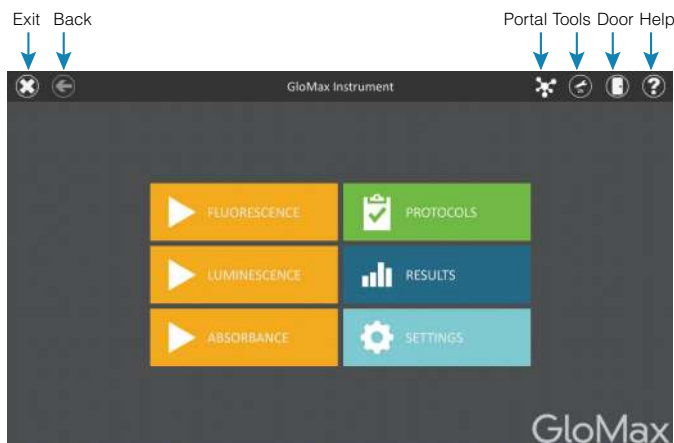 Exit Back Portal Tools Door Help
GloMax Instrument
FLUORESCENCE PROTOCOLS
LUMINESCENCE RESULTS
ABSORBANCE SETTINGS
GloMax